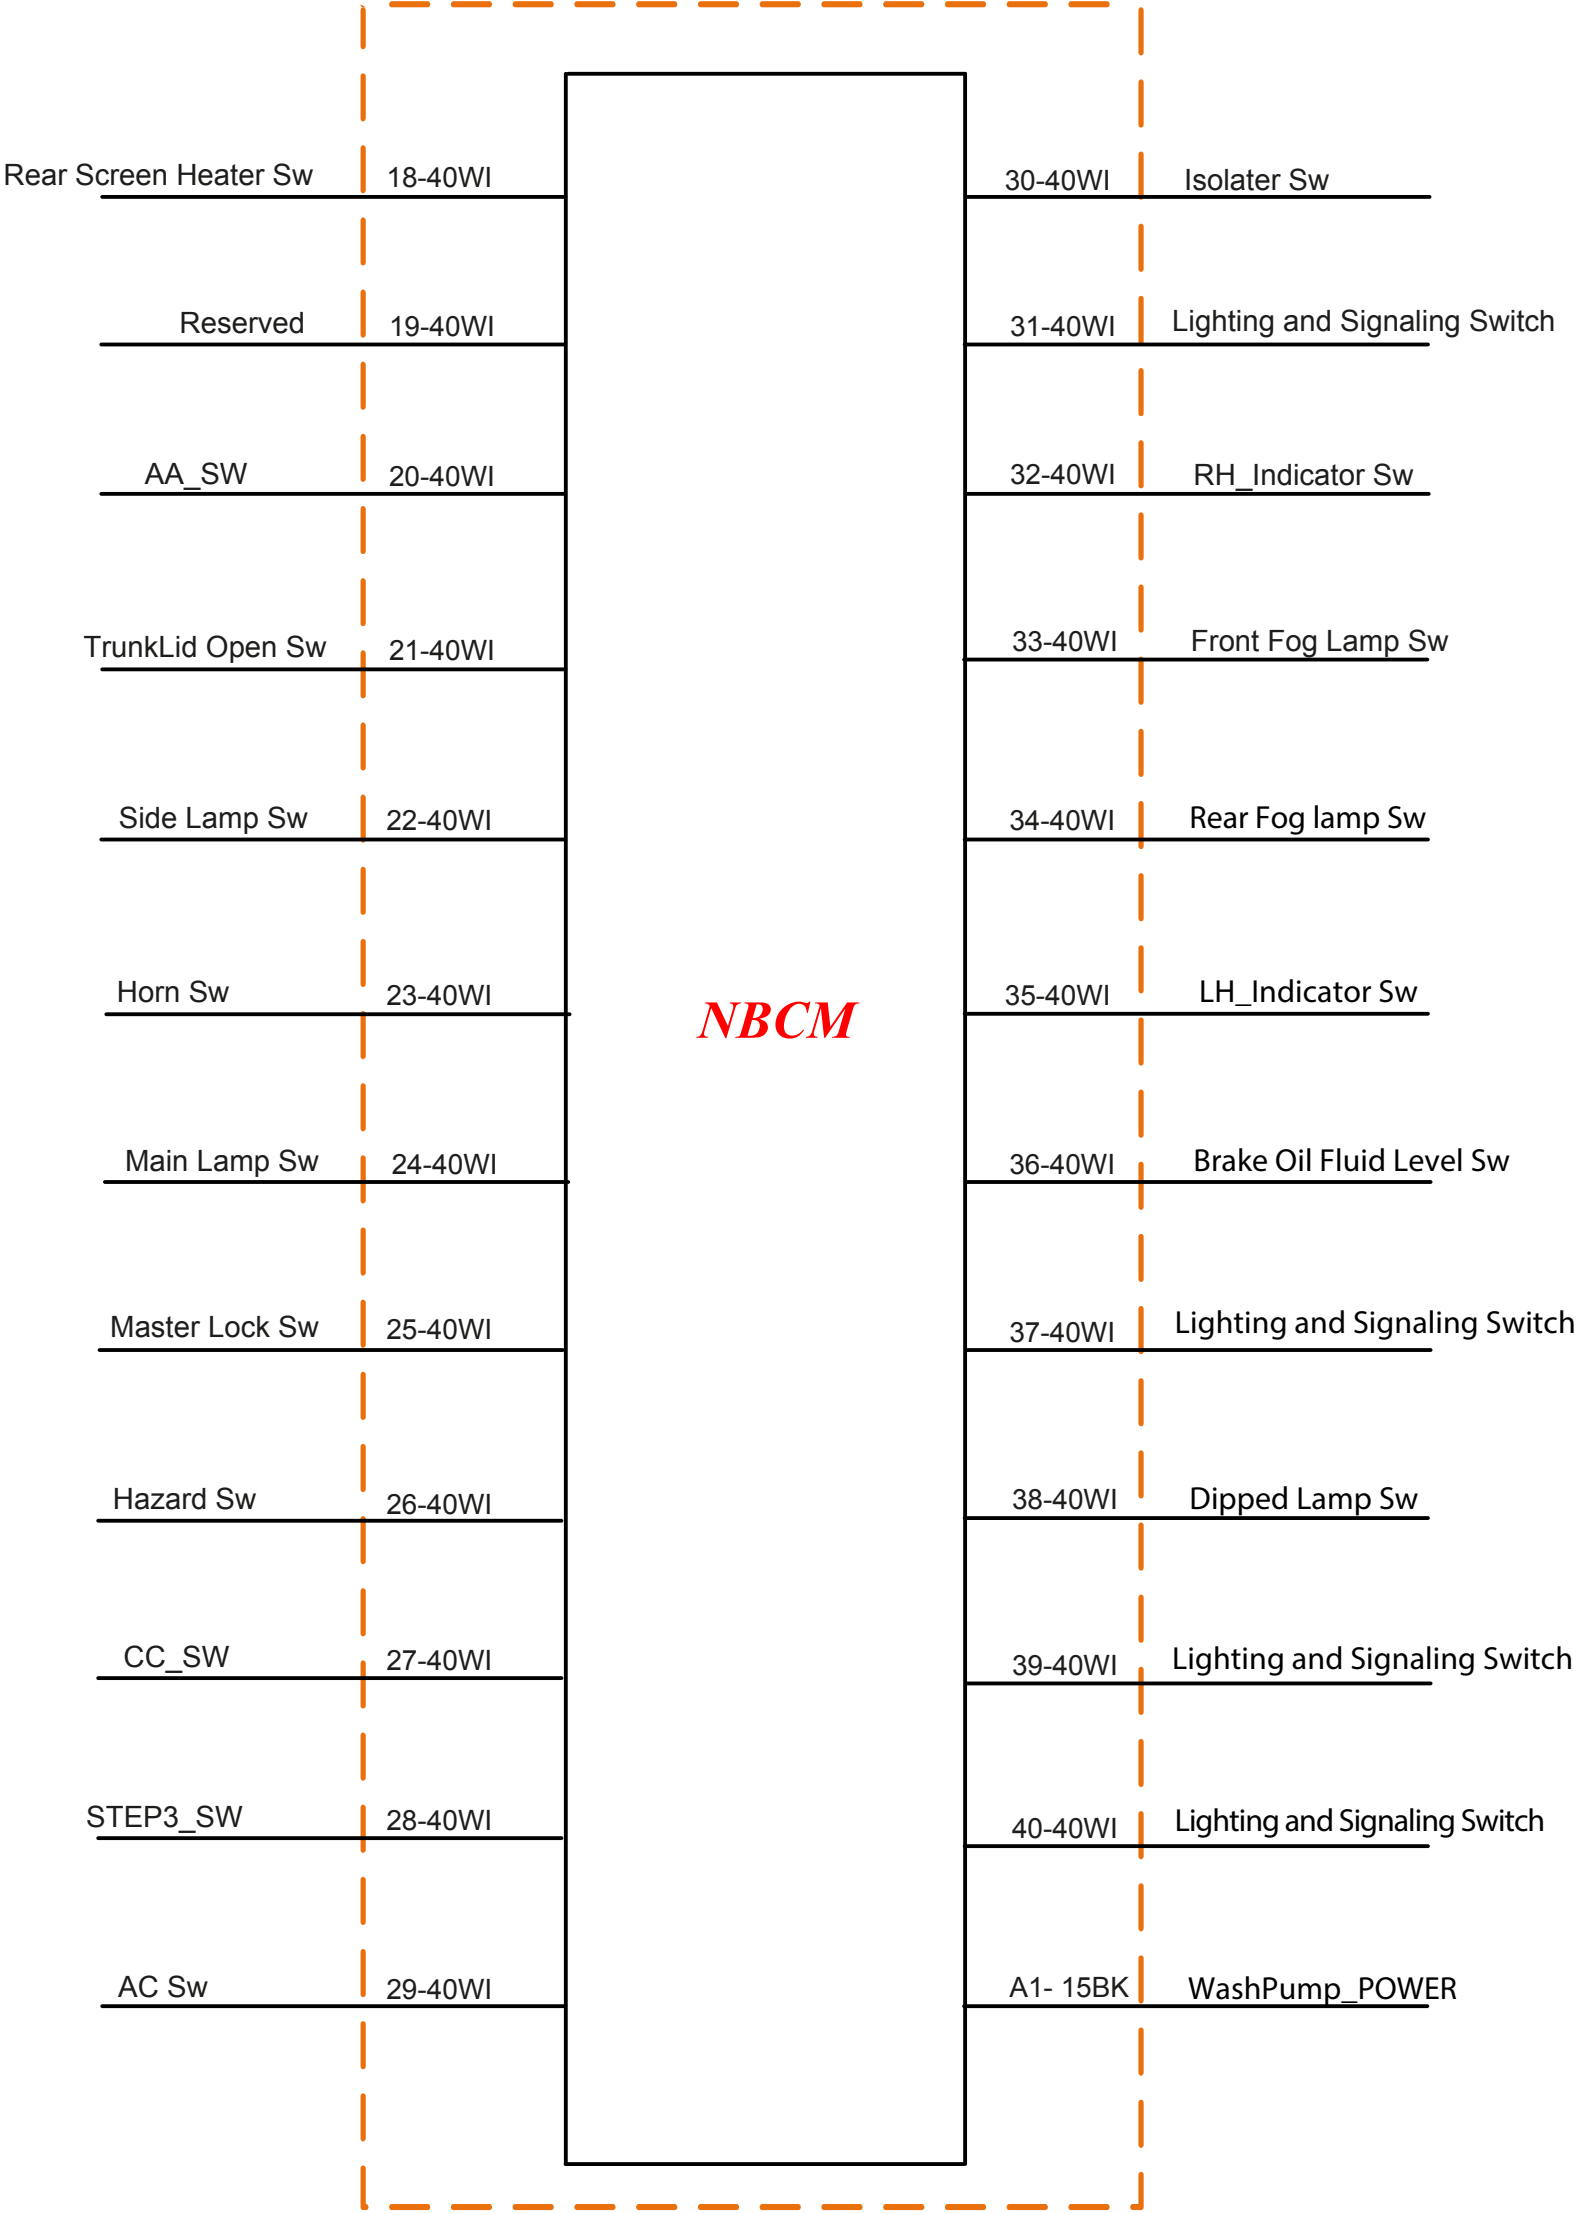 Rear Screen Heater Sw 18-40WI 30-40WI Isolater Sw
Reserved 19-40WI 31-40WI Lighting and Signaling Switch
AA_SW 20-40WI 32-40WI RH_Indicator Sw
TrunkLid Open Sw 21-40WI 33-40WI Front Fog Lamp Sw
Side Lamp Sw 22-40WI 34-40WI Rear Fog lamp Sw
Horn Sw 23-40WI 35-40WI LH_Indicator Sw
NBCM
Main Lamp Sw 24-40WI 36-40WI Brake Oil Fluid Level Sw
Master Lock Sw 25-40WI 37-40WI Lighting and Signaling Switch
Hazard Sw 26-40WI 38-40WI Dipped Lamp Sw
CC_SW 27-40WI 39-40WI Lighting and Signaling Switch
STEP3_SW 28-40WI 40-40WI Lighting and Signaling Switch
AC Sw 29-40WI A1- 15BK WashPump_POWER